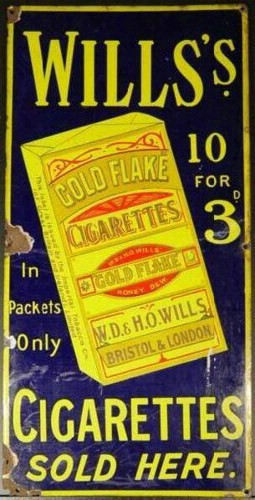 WILLS'S.
10
FOR
3D
GOLD FLAKE
CIGARETTES
W.D.& H.O. WILLS
GOLD FLAKE
HONEY DEW
W.D.& H.O. WILLS.
BRISTOL & LONDON.
In
Packets
Only
CIGARETTES
SOLD HERE.